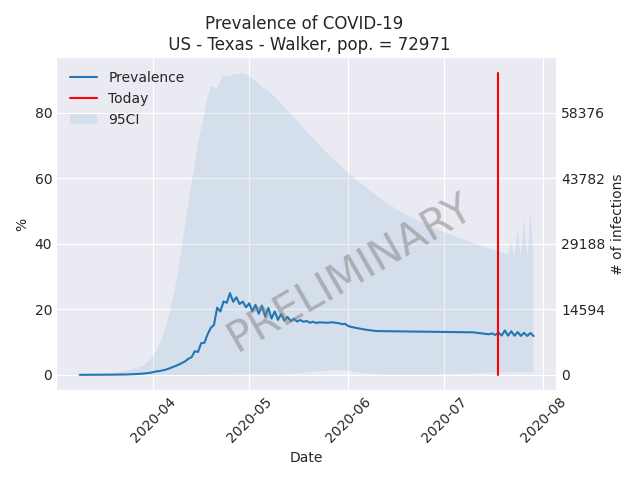 Prevalence of COVID-19
US - Texas - Walker, pop. = 72971
Prevalence
Today
95CI
%
80
60
40
20
0
58376
43782
29188
14594
0
# of infections
PRELIMINARY
2020-04
2020-05
2020-06
2020-07
2020-08
Date